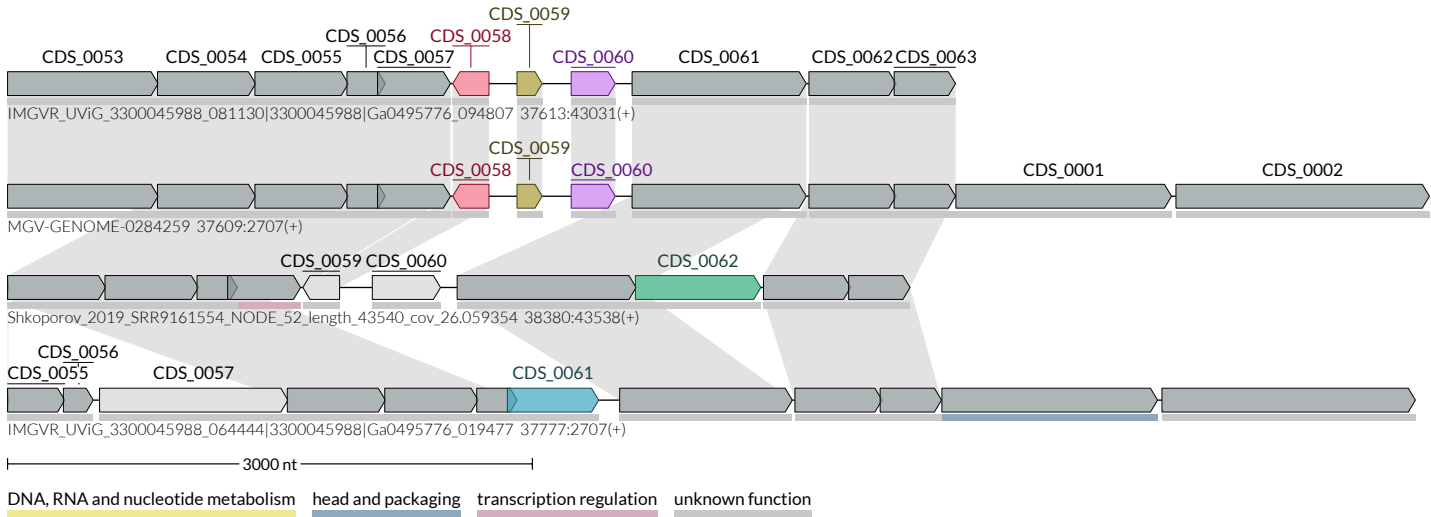 CDS_0059
CDS_0056 CDS_0058
CDS_0053 CDS_0054 CDS_0055 CDS_0057 CDS_0060 CDS_0061 CDS_0062 CDS_0063
IMGVR_UViG_3300045988_081130|3300045988|Ga0495776_094807 37613:43031(+)
CDS_0059
CDS_0058 CDS_0060 CDS_0001 CDS_0002
MGV-GENOME-0284259 37609:2707(+)
CDS_0059 CDS_0060 CDS_0062
Shkoporov_2019_SRR9161554_NODE_52_length_43540_cov_26.059354 38380:43538(+)
CDS_0056
CDS_0055 CDS_0057 CDS_0061
IMGVR_UViG_3300045988_064444|3300045988|Ga0495776_019477 37777:2707(+)
3000 nt
DNA, RNA and nucleotide metabolism head and packaging transcription regulation unknown function